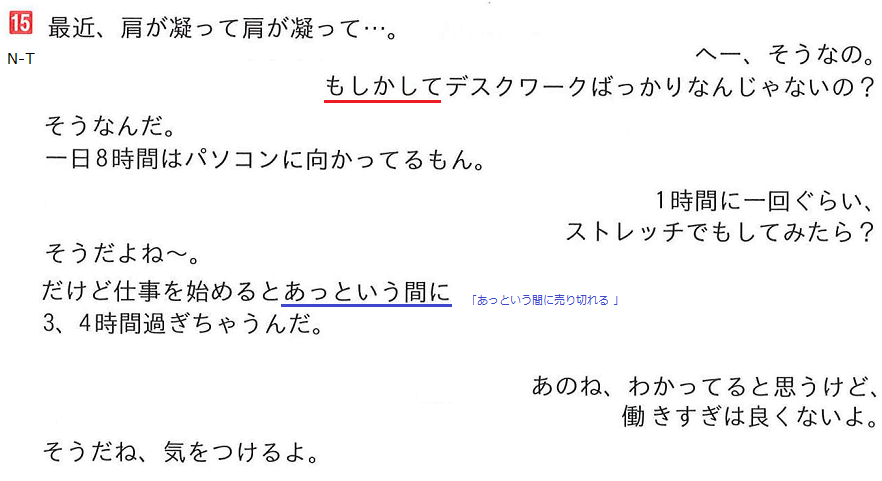 15 最近、肩が凝って肩が凝って…。
N-T
へー、そうなの。
もしかしてデスクワークばっかりなんじゃないの？
そうなんだ。
一日8時間はパソコンに向かってるもん。
1時間に一回ぐらい、
ストレッチでもしてみたら？
そうだよね～。
だけど仕事を始めるとあっという間に 「あっという間に売り切れる 」
3、4時間過ぎちゃうんだ。
あのね、わかってると思うけど、
働きすぎは良くないよ。
そうだね、気をつけるよ。